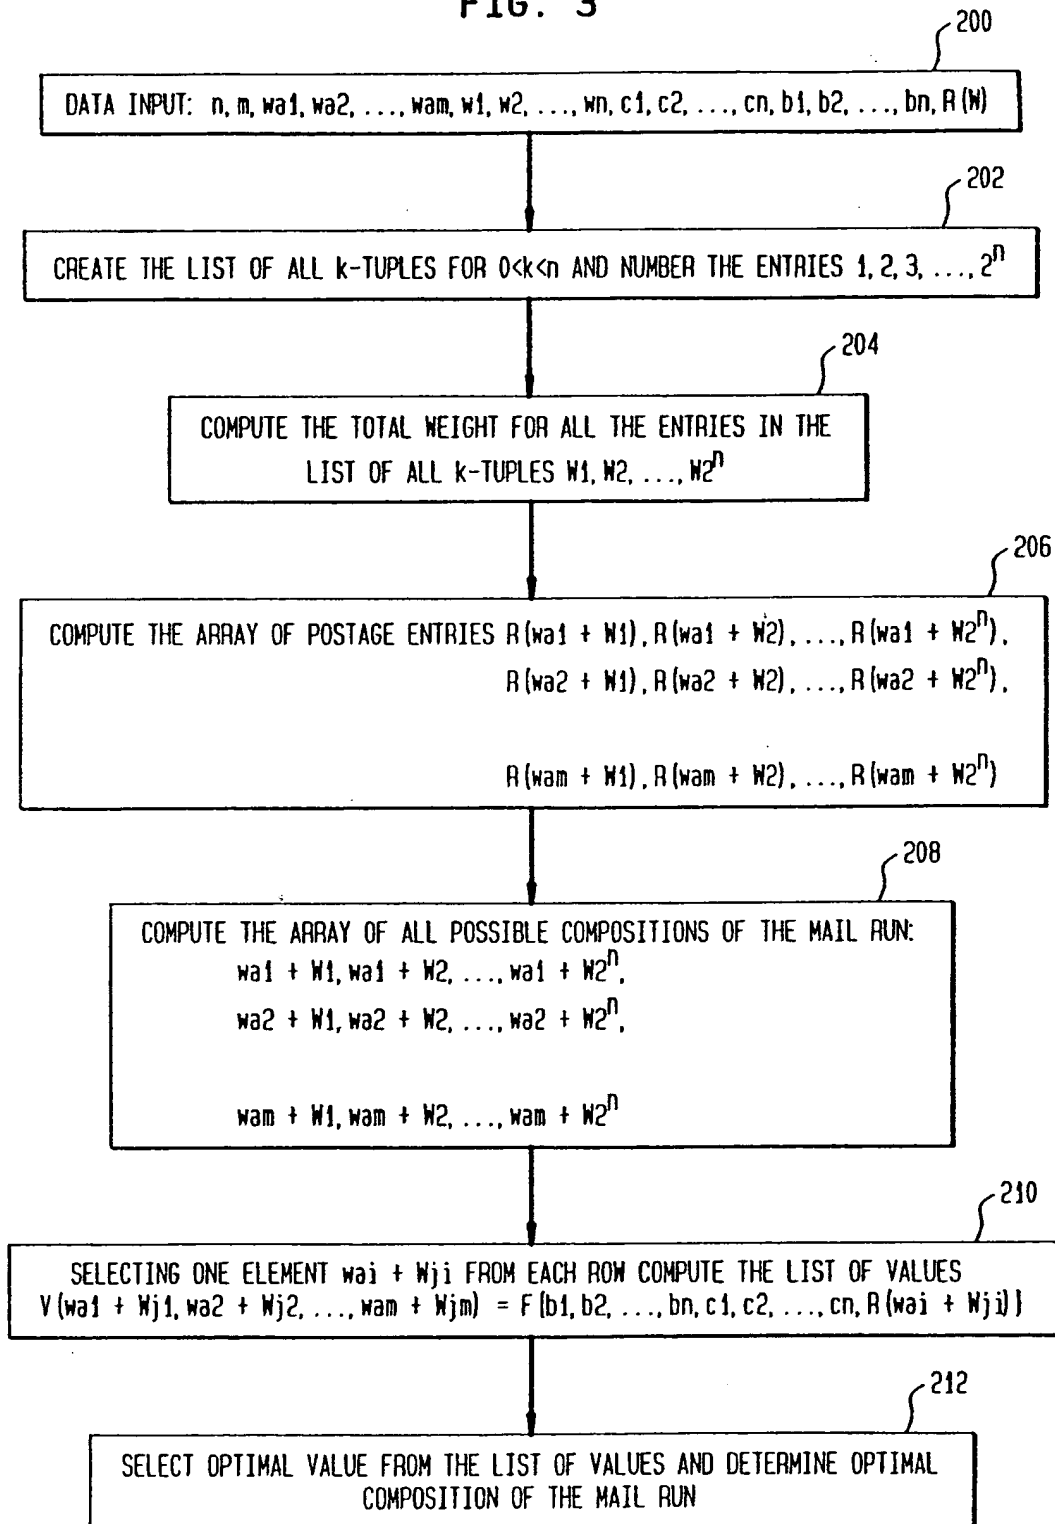 FIG. 3
200
DATA INPUT: n, m, wa1, wa2, ..., wam, w1, w2, ..., wn, c1, c2, ..., cn, b1, b2, ..., bn, R(W)
202
CREATE THE LIST OF ALL k-TUPLES FOR 0<k<n AND NUMBER THE ENTRIES 1, 2, 3, ..., 2^n
204
COMPUTE THE TOTAL WEIGHT FOR ALL THE ENTRIES IN THE
LIST OF ALL k-TUPLES W1, W2, ..., W2^n
206
COMPUTE THE ARRAY OF POSTAGE ENTRIES R(wa1 + W1), R(wa1 + W2), ..., R(wa1 + W2^n),
R(wa2 + W1), R(wa2 + W2), ..., R(wa2 + W2^n),
R(wam + W1), R(wam + W2), ..., R(wam + W2^n)
208
COMPUTE THE ARRAY OF ALL POSSIBLE COMPOSITIONS OF THE MAIL RUN:
wa1 + W1, wa1 + W2, ..., wa1 + W2^n,
wa2 + W1, wa2 + W2, ..., wa2 + W2^n,
wam + W1, wam + W2, ..., wam + W2^n
210
SELECTING ONE ELEMENT wai + Wji FROM EACH ROW COMPUTE THE LIST OF VALUES
V(wa1 + Wj1, wa2 + Wj2, ..., wam + Wjm) = F{b1, b2, ..., bn, c1, c2, ..., cn, R(wai + Wji)}
212
SELECT OPTIMAL VALUE FROM THE LIST OF VALUES AND DETERMINE OPTIMAL
COMPOSITION OF THE MAIL RUN